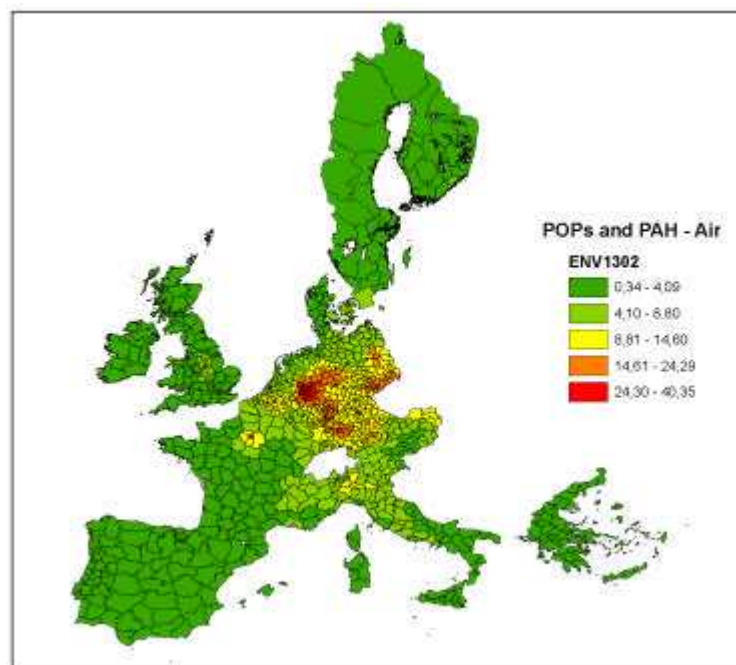 POPs and PAH - Air
ENV1302
0,34 - 4,09
4,10 - 8,80
8,81 - 14,60
14,61 - 24,29
24,30 - 40,35